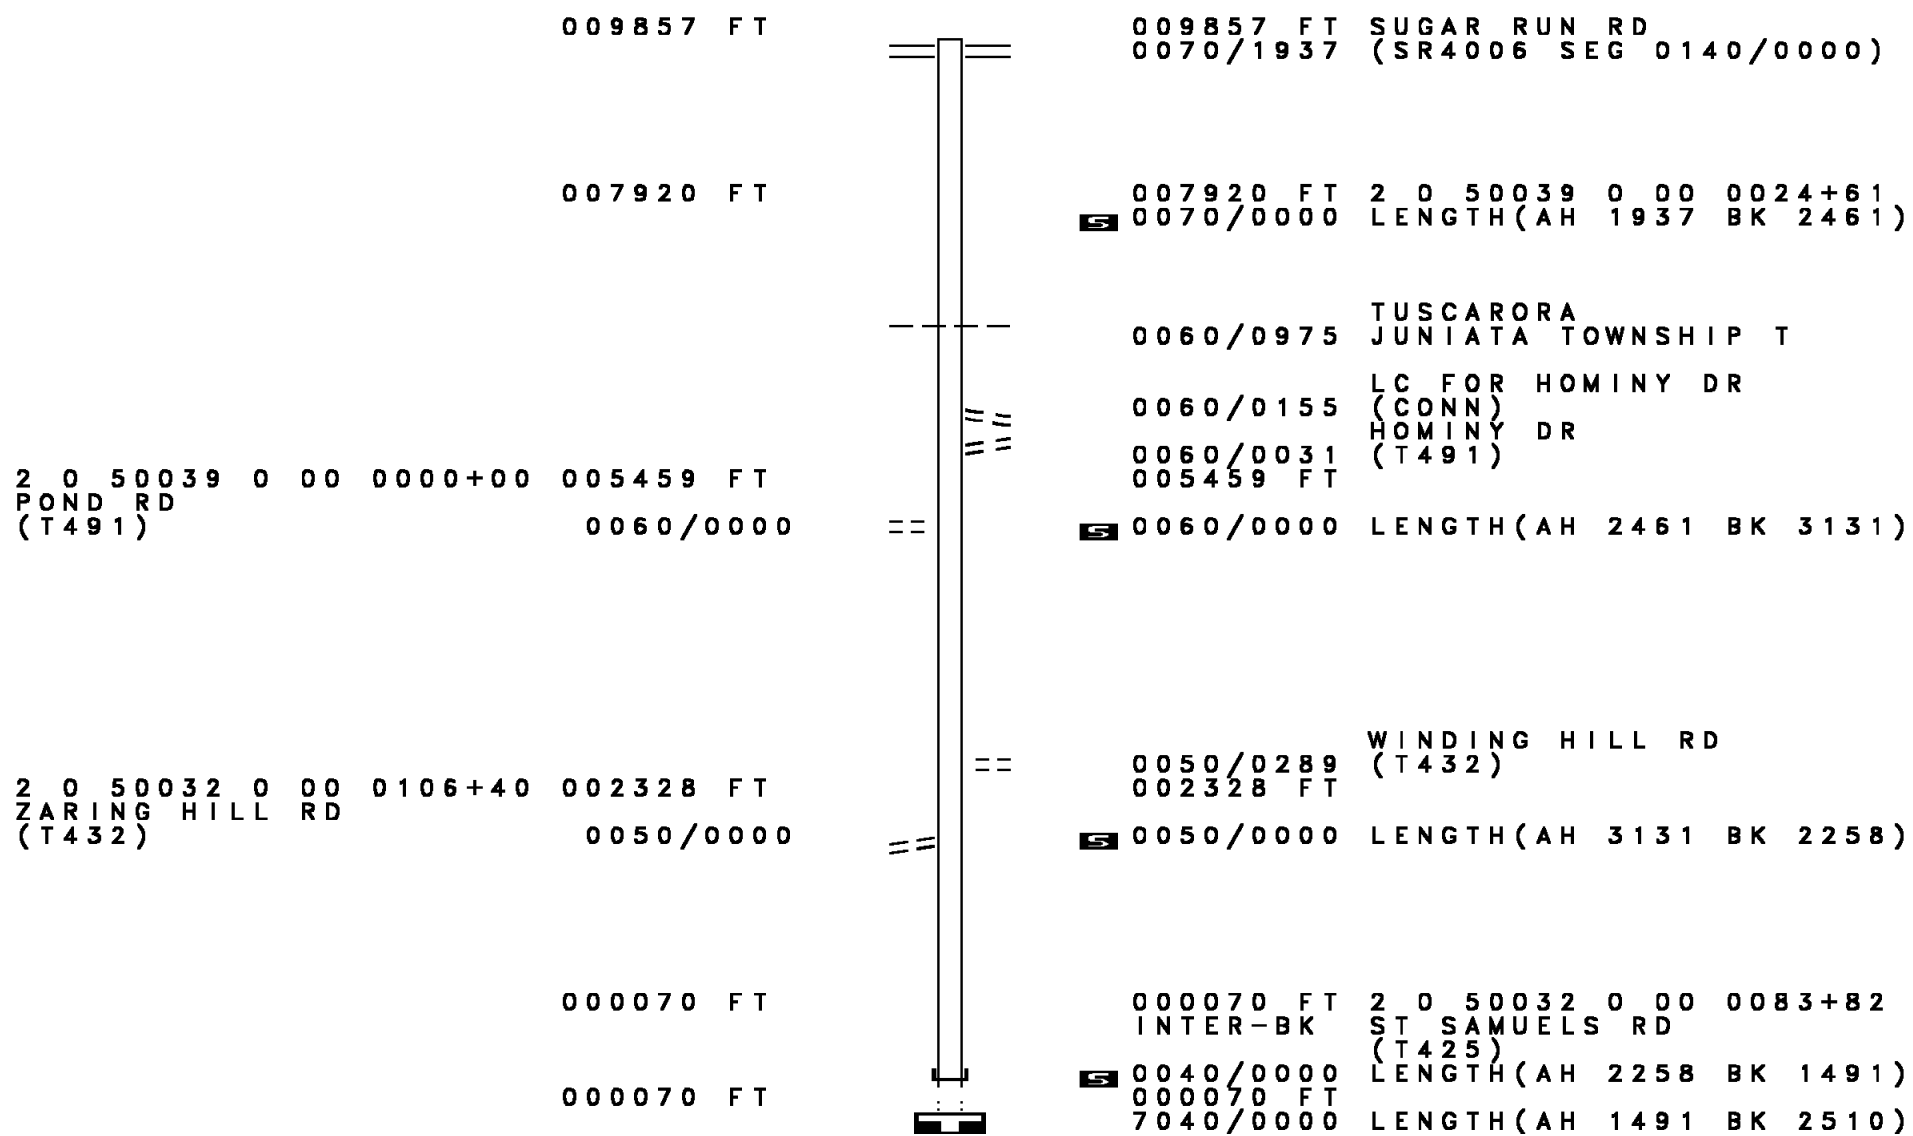 009857 FT 009857 FT SUGAR RUN RD
0070/1937 (SR4006 SEG 0140/0000)
007920 FT 007920 FT 2 0 50039 0 00 0024+61
S 0070/0000 LENGTH(AH 1937 BK 2461)
TUSCARORA
0060/0975 JUNIATA TOWNSHIP T
LC FOR HOMINY DR
0060/0155 (CONN)
HOMINY DR
0060/0031 (T491)
2 0 50039 0 00 0000+00 005459 FT 005459 FT
POND RD
(T491) 0060/0000 S 0060/0000 LENGTH(AH 2461 BK 3131)
WINDING HILL RD
0050/0289 (T432)
2 0 50032 0 00 0106+40 002328 FT 002328 FT
ZARING HILL RD
(T432) 0050/0000 S 0050/0000 LENGTH(AH 3131 BK 2258)
000070 FT 000070 FT 2 0 50032 0 00 0083+82
INTER-BK ST SAMUELS RD
(T425)
S 0040/0000 LENGTH(AH 2258 BK 1491)
000070 FT 000070 FT
7040/0000 LENGTH(AH 1491 BK 2510)